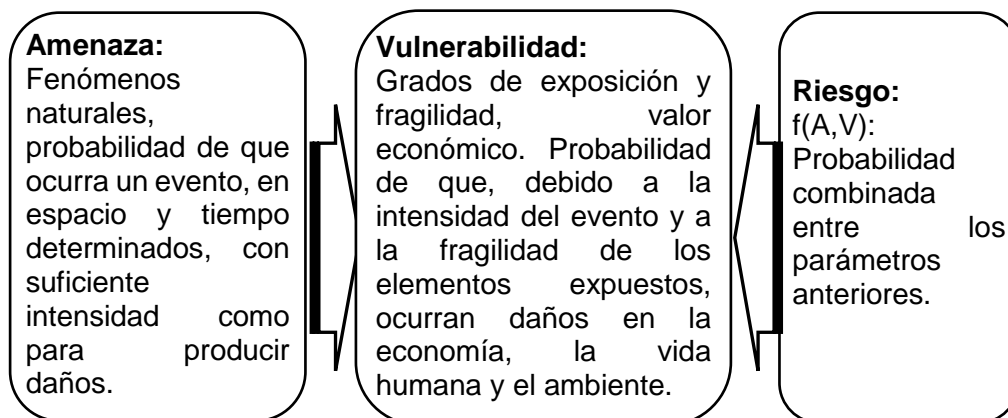 Amenaza:
Fenómenos
naturales,
probabilidad de que
ocurra un evento, en
espacio y tiempo
determinados, con
suficiente
intensidad como
para producir
daños.
Vulnerabilidad:
Grados de exposición y
fragilidad, valor
económico. Probabilidad
de que, debido a la
intensidad del evento y a
la fragilidad de los
elementos expuestos,
ocurran daños en la
economía, la vida
humana y el ambiente.
Riesgo:
f(A,V):
Probabilidad
combinada
entre los
parámetros
anteriores.